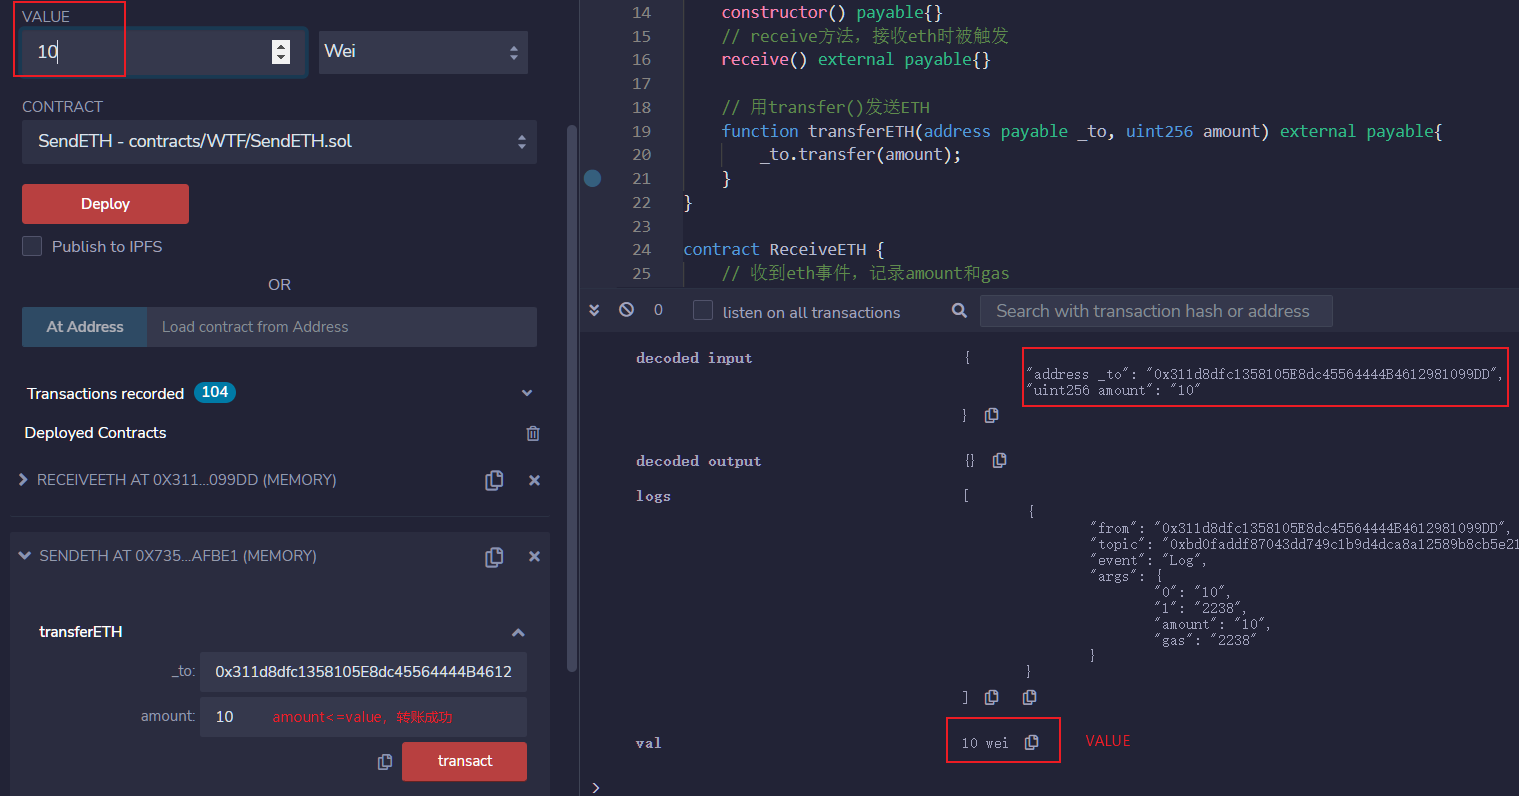 VALUE
10
Wei
CONTRACT
SendETH - contracts/WTF/SendETH.sol
Deploy
Publish to IPFS
OR
At Address
Load contract from Address
Transactions recorded 104
Deployed Contracts
RECEIVEETH AT 0X311...099DD (MEMORY)
SENDETH AT 0X735...AFBE1 (MEMORY)
transferETH
_to: 0x311d8dfc1358105E8dc45564444B4612
amount: 10 amount<=value，转账成功
transact
14 constructor() payable{}
15 // receive方法，接收eth时被触发
16 receive() external payable{}
17
18 // 用transfer()发送ETH
19 function transferETH(address payable _to, uint256 amount) external payable{
20 _to.transfer(amount);
21 }
22 }
23
24 contract ReceiveETH {
25 // 收到eth事件，记录amount和gas
0 listen on all transactions Search with transaction hash or address
decoded input {
"address _to": "0x311d8dfc1358105E8dc45564444B4612981099DD",
"uint256 amount": "10"
}
decoded output {}
logs [
{
"from": "0x311d8dfc1358105E8dc45564444B4612981099DD",
"topic": "0xbd0faddf87043dd749c1b9d4dca8a12589b8cb5e21
"event": "Log",
"args": {
"0": "10",
"1": "2238",
"amount": "10",
"gas": "2238"
}
}
]
val 10 wei VALUE
>